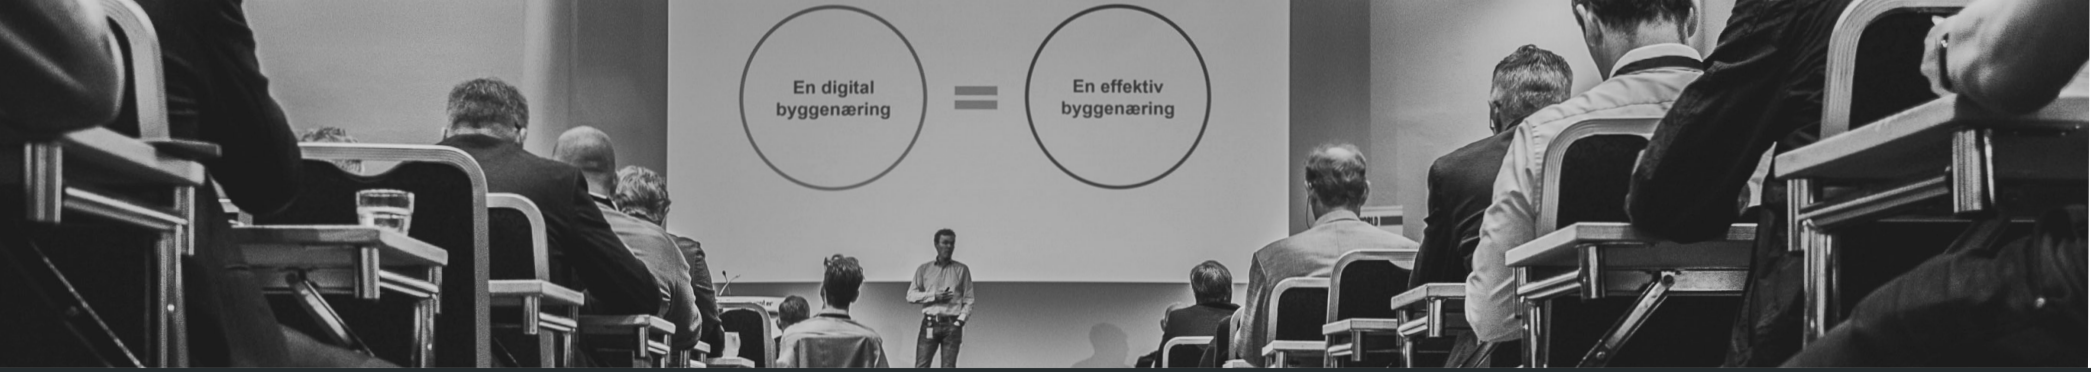 En digital
byggenæring
=
En effektiv
byggenæring